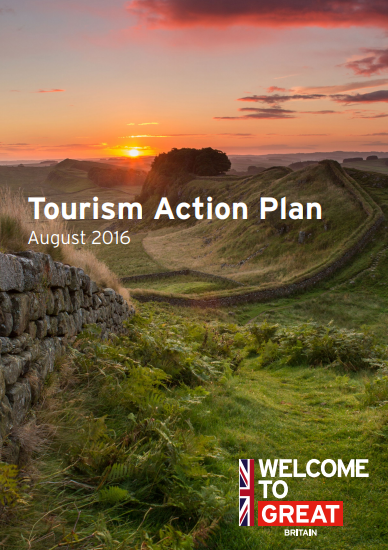 Tourism Action Plan
August 2016
WELCOME
TO
GREAT
BRITAIN